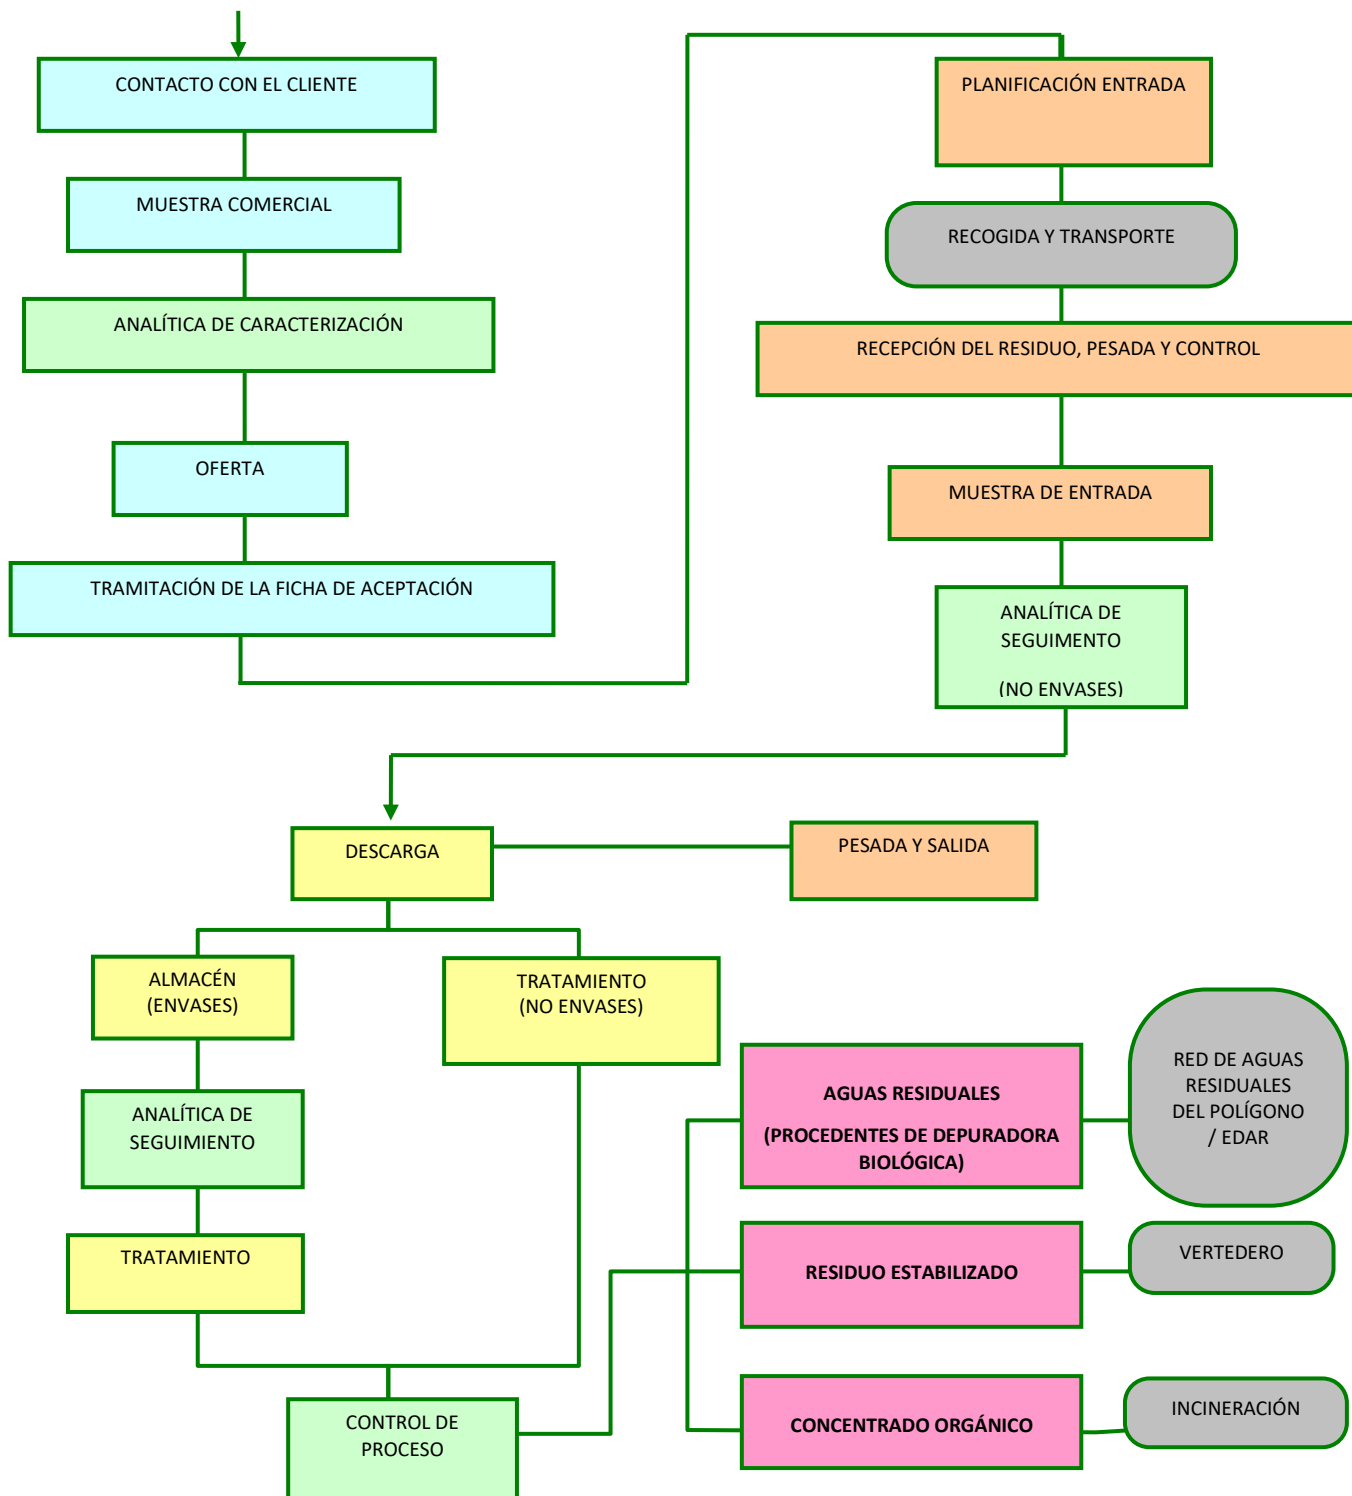 CONTACTO CON EL CLIENTE
MUESTRA COMERCIAL
ANALÍTICA DE CARACTERIZACIÓN
OFERTA
TRAMITACIÓN DE LA FICHA DE ACEPTACIÓN
PLANIFICACIÓN ENTRADA
RECOGIDA Y TRANSPORTE
RECEPCIÓN DEL RESIDUO, PESADA Y CONTROL
MUESTRA DE ENTRADA
ANALÍTICA DE
SEGUIMENTO
(NO ENVASES)
DESCARGA
PESADA Y SALIDA
ALMACÉN
(ENVASES)
TRATAMIENTO
(NO ENVASES)
ANALÍTICA DE
SEGUIMIENTO
TRATAMIENTO
CONTROL DE
PROCESO
AGUAS RESIDUALES
(PROCEDENTES DE DEPURADORA
BIOLÓGICA)
RED DE AGUAS
RESIDUALES
DEL POLÍGONO
/ EDAR
RESIDUO ESTABILIZADO
VERTEDERO
CONCENTRADO ORGÁNICO
INCINERACIÓN